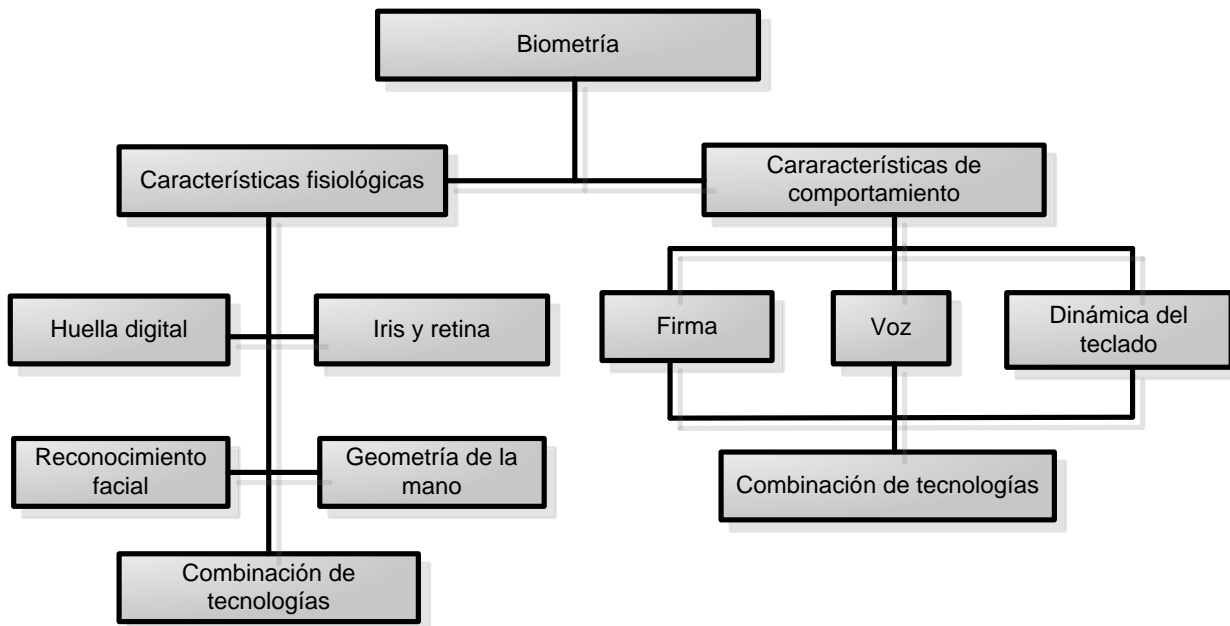 Biometría
Características fisiológicas
Cararacterísticas de
comportamiento
Huella digital
Iris y retina
Firma
Voz
Dinámica del
teclado
Reconocimiento
facial
Geometría de la
mano
Combinación de tecnologías
Combinación de
tecnologías